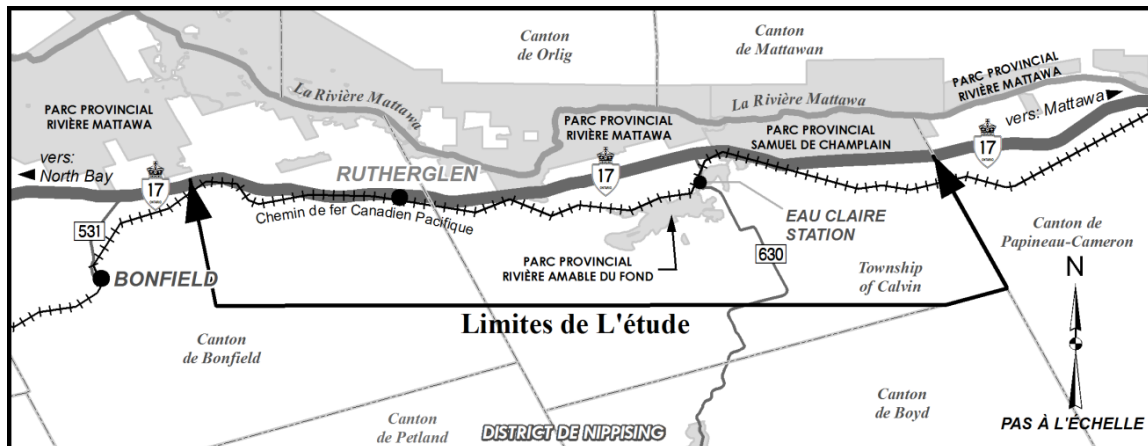 Canton
de Orlig
Canton
de Mattawan
PARC PROVINCIAL
RIVIÈRE MATTAWA
La Rivière Mattawa
La Rivière Mattawa
PARC PROVINCIAL
RIVIÈRE MATTAWA
vers: Mattawa
PARC PROVINCIAL
RIVIÈRE MATTAWA
PARC PROVINCIAL
SAMUEL DE CHAMPLAIN
vers:
North Bay
17
ONTARIO
RUTHERGLEN
17
ONTARIO
17
ONTARIO
Chemin de fer Canadien Pacifique
EAU CLAIRE
STATION
531
BONFIELD
PARC PROVINCIAL
RIVIÈRE AMABLE DU FOND
630
Township
of Calvin
Canton de
Papineau-Cameron
N
Limites de L'étude
Canton
de Bonfield
Canton
de Petland
DISTRICT DE NIPPISING
Canton
de Boyd
PAS À L'ÉCHELLE